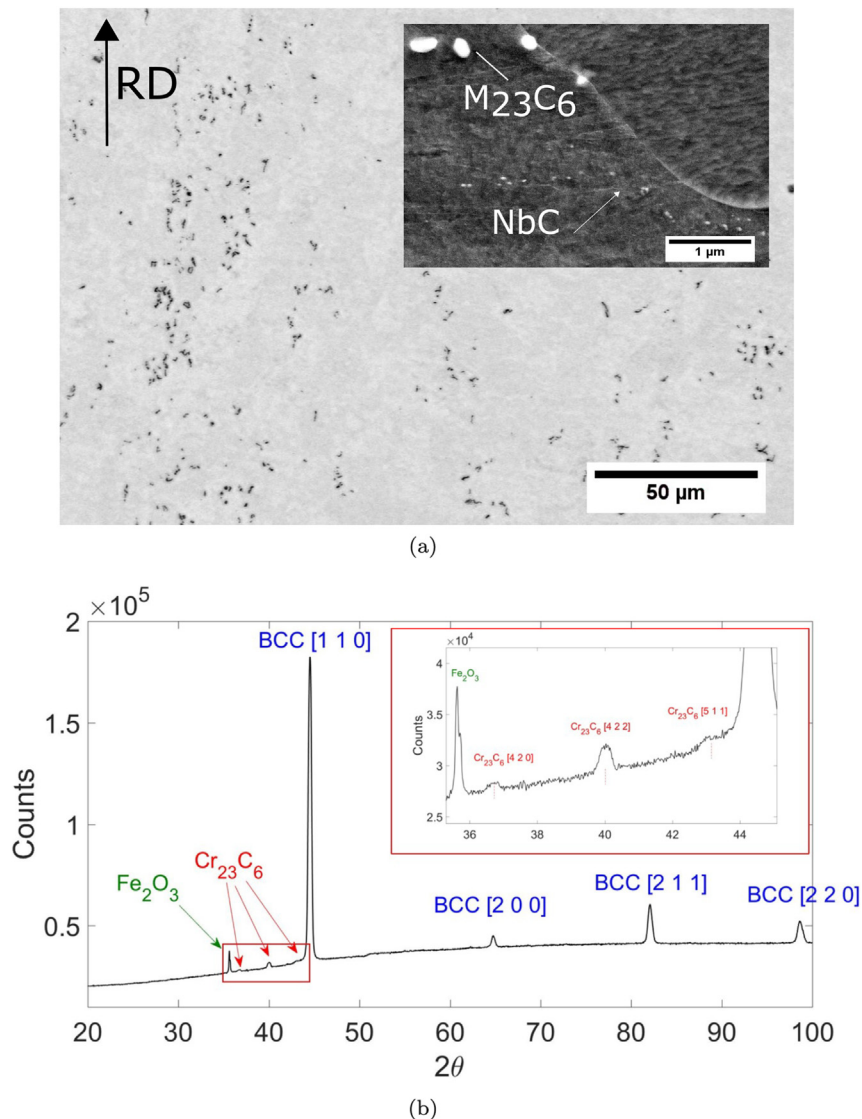 RD
M23C6
NbC
1 μm
50 μm
(a)
×10^5
2
1.5
1
0.5
Counts
20 30 40 50 60 70 80 90 100
2θ
BCC [1 1 0]
Fe2O3
Cr23C6
BCC [2 0 0]
BCC [2 1 1]
BCC [2 2 0]
×10^4
4
3.5
3
2.5
Counts
36 38 40 42 44
Fe2O3
Cr23C6 [4 2 0]
Cr23C6 [4 2 2]
Cr23C6 [5 1 1]
(b)